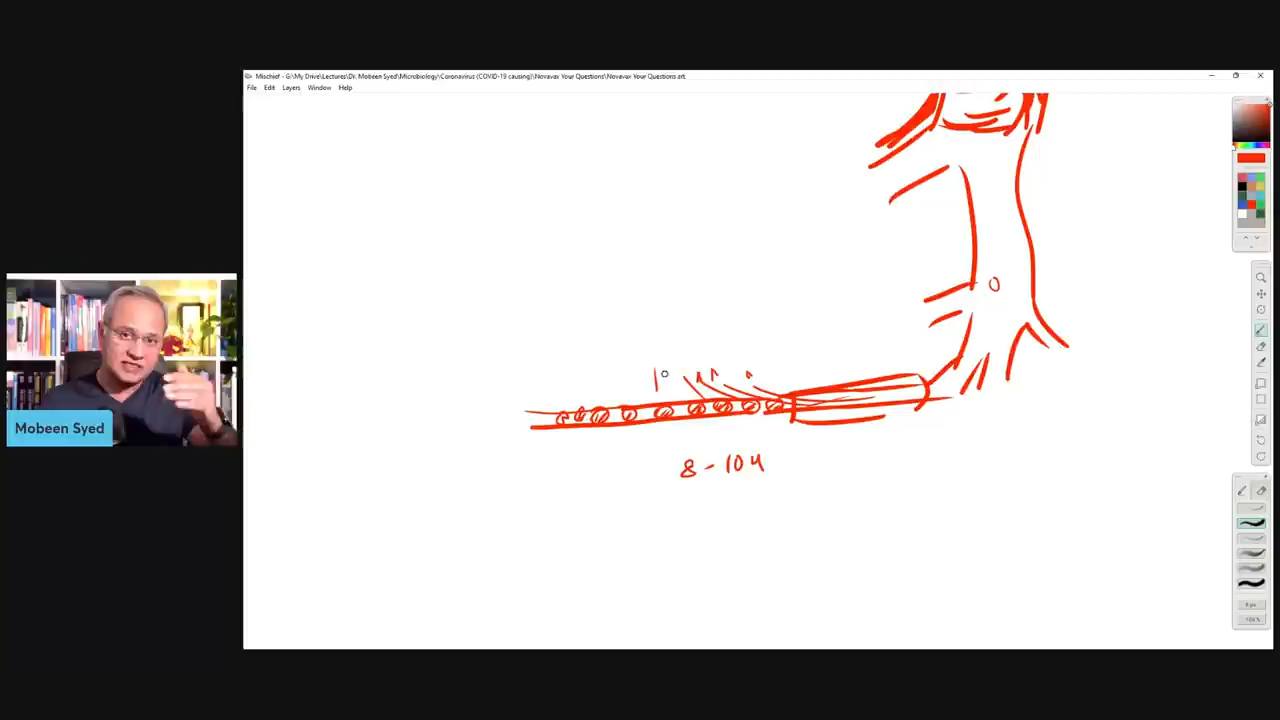 Mischief - G:\My Drive\Lectures\Dr. Mobeen Syed\Microbiology\Coronavirus (COVID-19 causing)\Novavax Your Questions\Novavax Your Questions.art
File Edit Layers Window Help
8 - 10 μ
Mobeen Syed